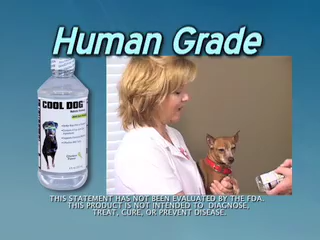 Human Grade
COOL DOG
THIS STATEMENT HAS NOT BEEN EVALUATED BY THE FDA.
THIS PRODUCT IS NOT INTENDED TO DIAGNOSE,
TREAT, CURE, OR PREVENT DISEASE.